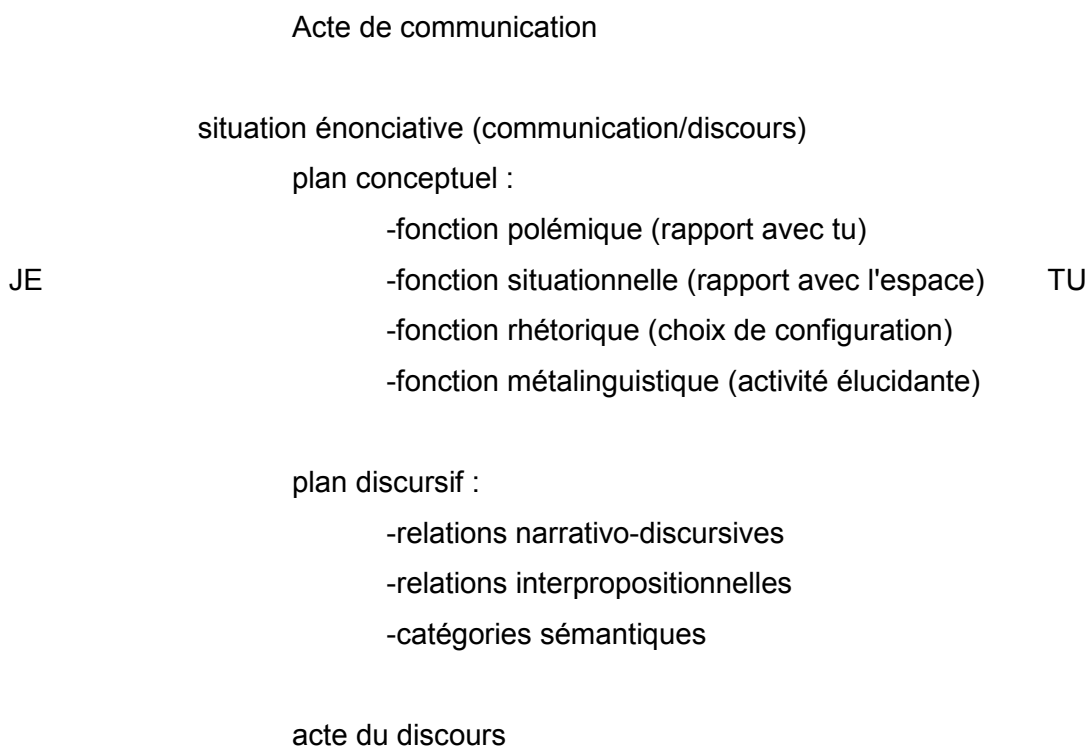 Acte de communication
situation énonciative (communication/discours)
plan conceptuel :
-fonction polémique (rapport avec tu)
JE -fonction situationnelle (rapport avec l'espace) TU
-fonction rhétorique (choix de configuration)
-fonction métalinguistique (activité élucidante)
plan discursif :
-relations narrativo-discursives
-relations interpropositionnelles
-catégories sémantiques
acte du discours